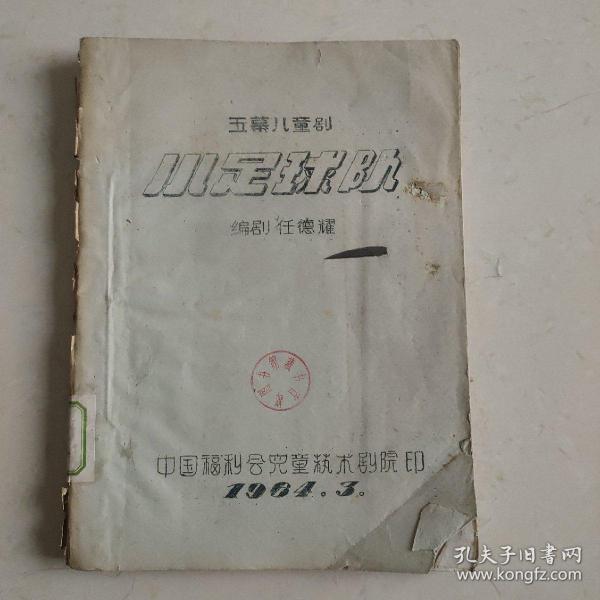 五幕儿童剧
小足球队
编剧 任德耀
中国福利会儿童执术剧院印
1964.3.
孔夫子旧书网
www.kongfz.com